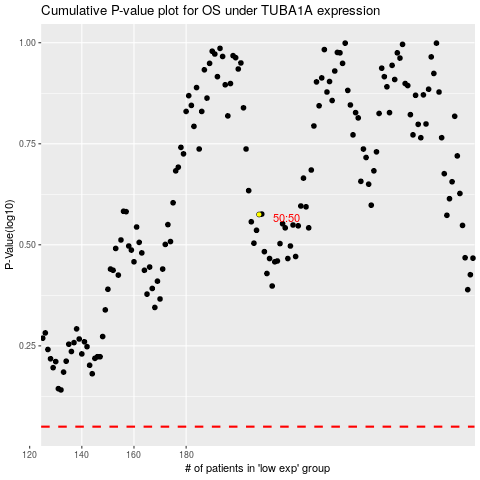 Cumulative P-value plot for OS under TUBA1A expression
P-Value(log10)
1.00
0.75
0.50
0.25
50:50
120 140 160 180
# of patients in 'low exp' group